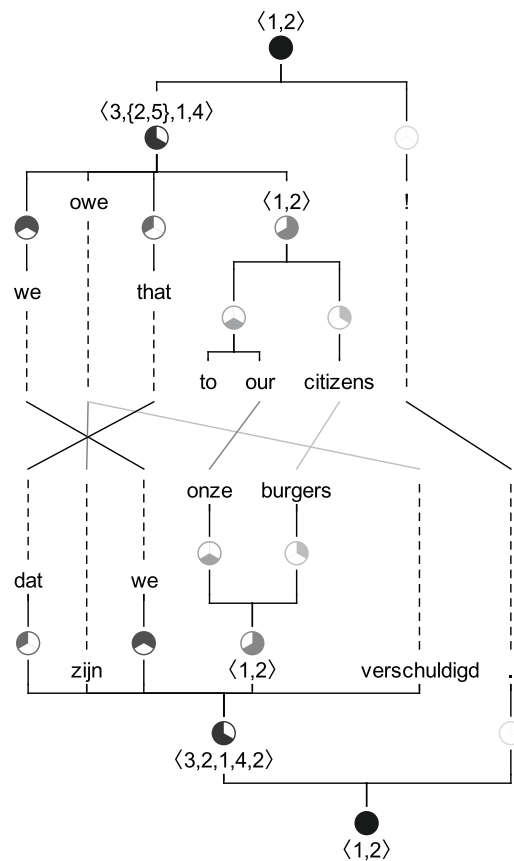 ⟨1,2⟩
⟨3,{2,5},1,4⟩
owe ⟨1,2⟩ !
we that
to our citizens
onze burgers
dat we
zijn ⟨1,2⟩ verschuldigd .
⟨3,2,1,4,2⟩
⟨1,2⟩